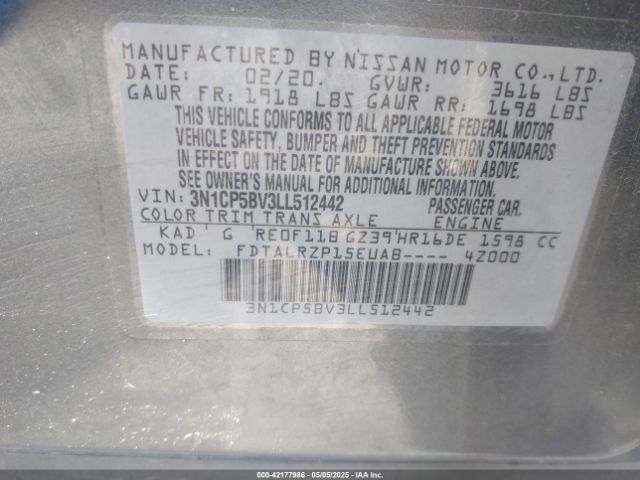 MANUFACTURED BY NISSAN MOTOR CO.,LTD.
DATE: 02/20. GVWR: 3616 LBS
GAWR FR: 1918 LBS GAWR RR: 1698 LBS
THIS VEHICLE CONFORMS TO ALL APPLICABLE FEDERAL MOTOR
VEHICLE SAFETY, BUMPER AND THEFT PREVENTION STANDARDS
IN EFFECT ON THE DATE OF MANUFACTURE SHOWN ABOVE.
SEE OWNER'S MANUAL FOR ADDITIONAL INFORMATION.
VIN: 3N1CP5BV3LL512442 PASSENGER CAR.
COLOR TRIM TRANS AXLE ENGINE
KAD G RE0F11B GZ39 HR16DE 1598 CC
MODEL: FDTALRZP15EUAB---- 4Z000
3N1CP5BV3LL512442
000-42177986 - 05/05/2025 - IAAI.COM